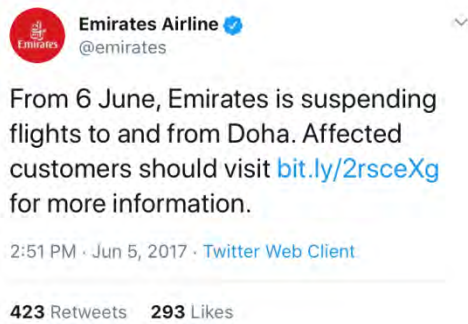 Emirates
Emirates Airline
@emirates
From 6 June, Emirates is suspending
flights to and from Doha. Affected
customers should visit bit.ly/2rsceXg
for more information.
2:51 PM · Jun 5, 2017 · Twitter Web Client
423 Retweets 293 Likes